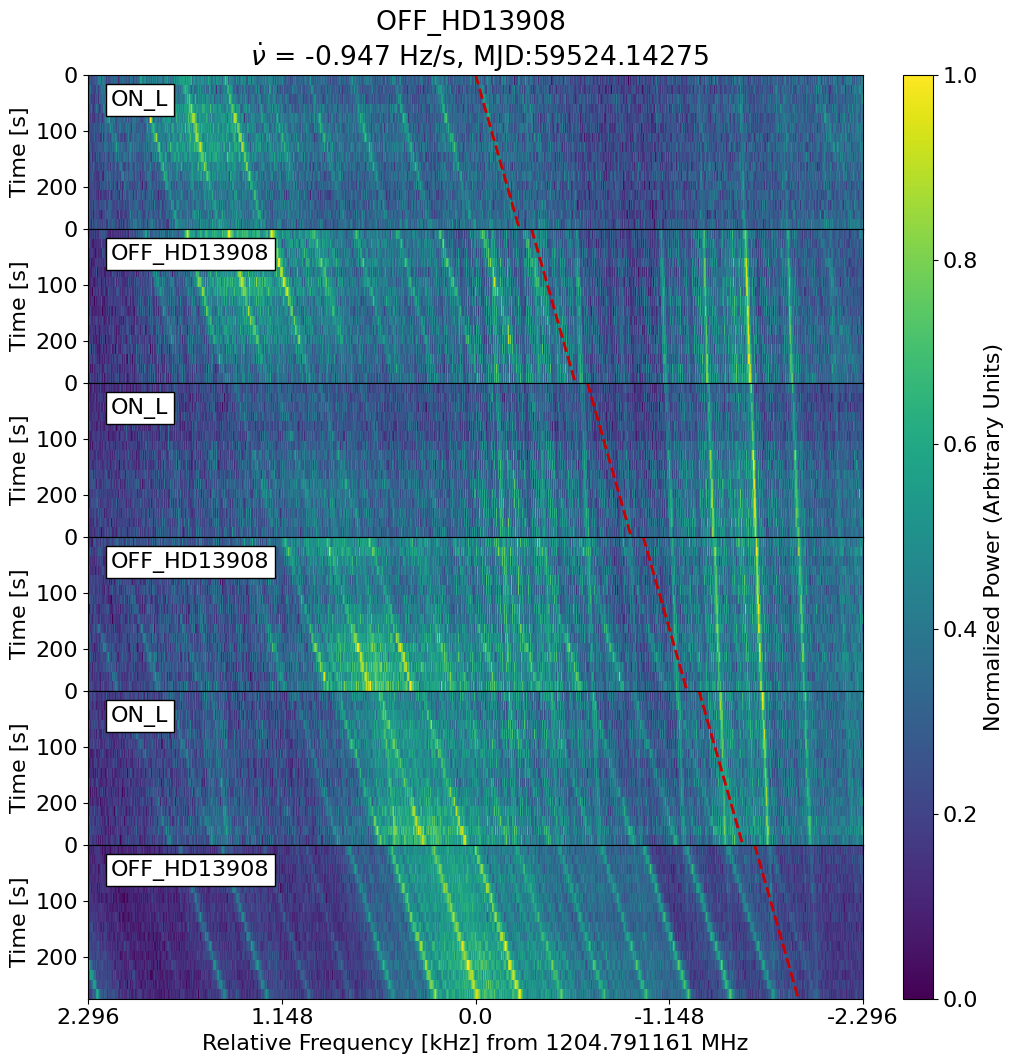 OFF_HD13908
ν̇ = -0.947 Hz/s, MJD:59524.14275
0
100
200
Time [s]
ON_L
0
100
200
Time [s]
OFF_HD13908
0
100
200
Time [s]
ON_L
0
100
200
Time [s]
OFF_HD13908
0
100
200
Time [s]
ON_L
0
100
200
Time [s]
OFF_HD13908
2.296 1.148 0.0 -1.148 -2.296
Relative Frequency [kHz] from 1204.791161 MHz
1.0
0.8
0.6
0.4
0.2
0.0
Normalized Power (Arbitrary Units)